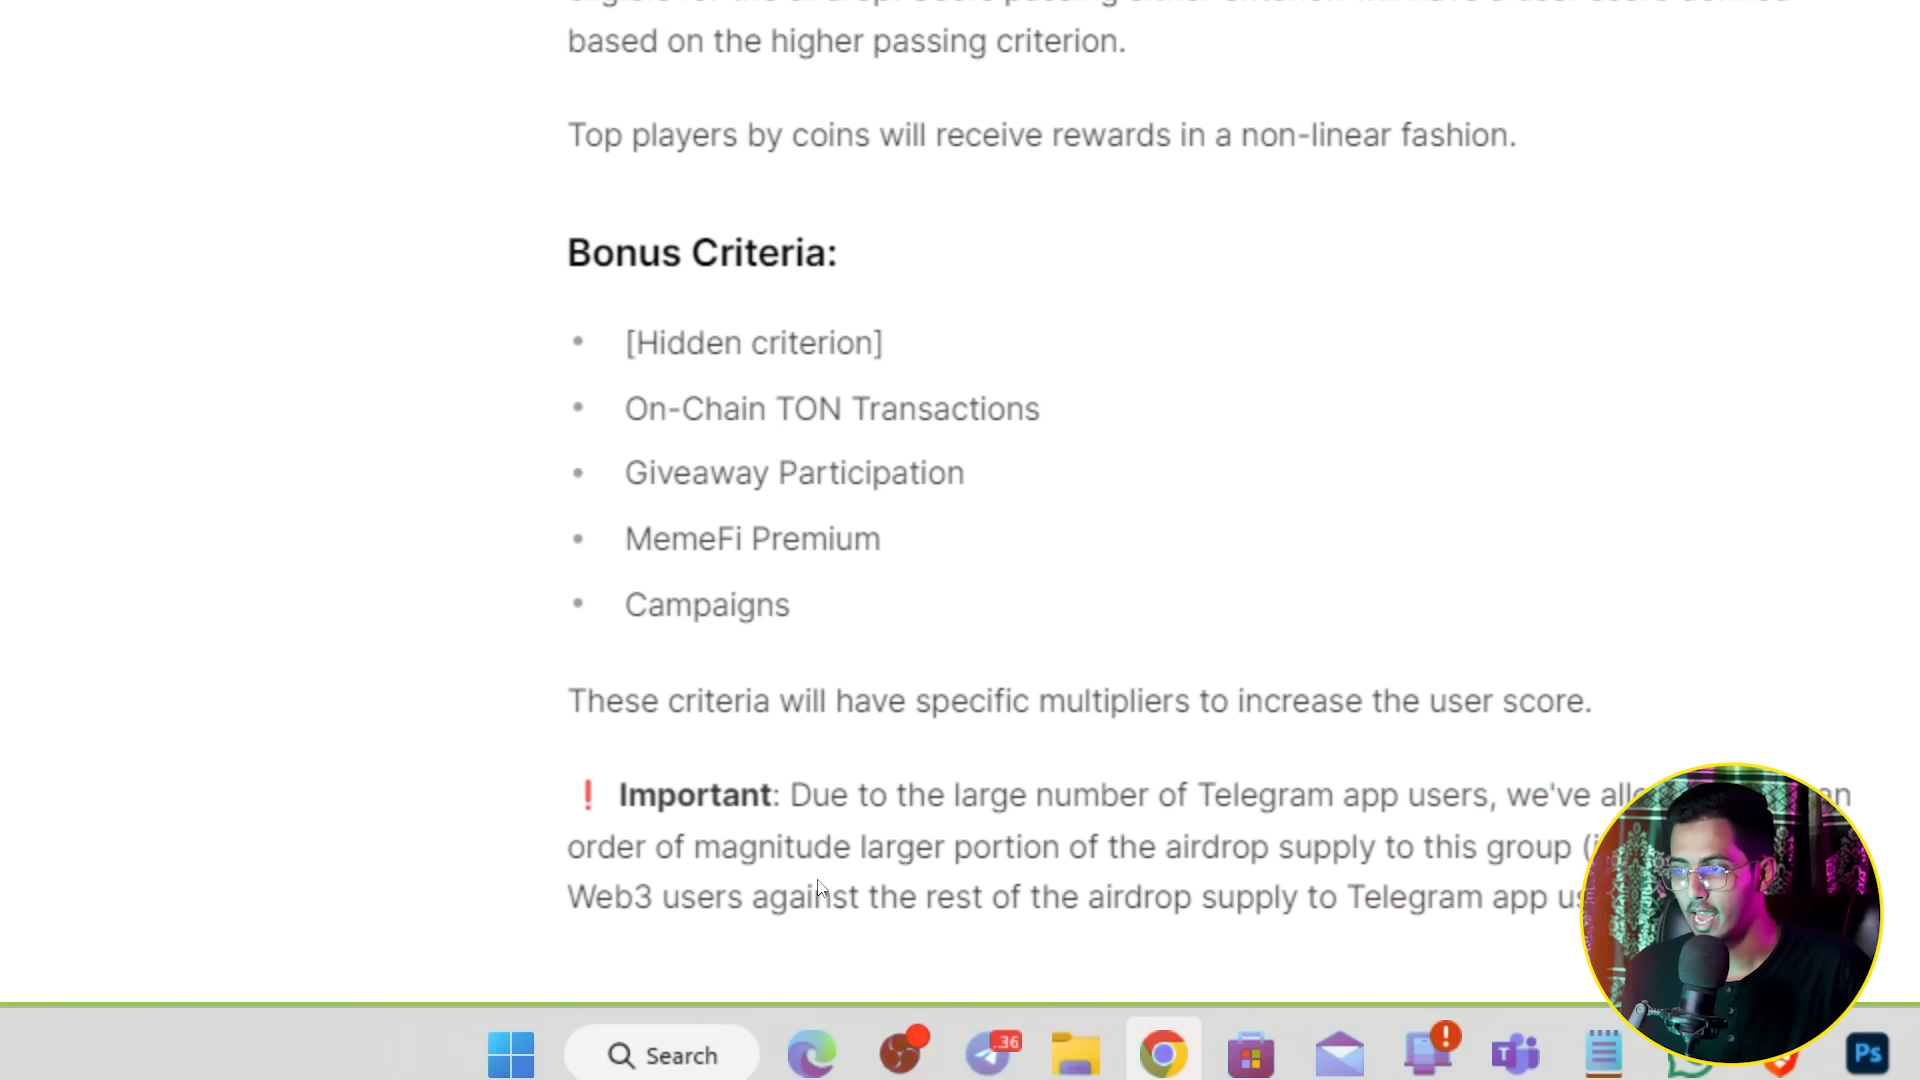 based on the higher passing criterion.
Top players by coins will receive rewards in a non-linear fashion.
Bonus Criteria:
[Hidden criterion]
On-Chain TON Transactions
Giveaway Participation
MemeFi Premium
Campaigns
These criteria will have specific multipliers to increase the user score.
❗ Important: Due to the large number of Telegram app users, we've an
order of magnitude larger portion of the airdrop supply to this group
Web3 users against the rest of the airdrop supply to Telegram app
Search
36
Ps